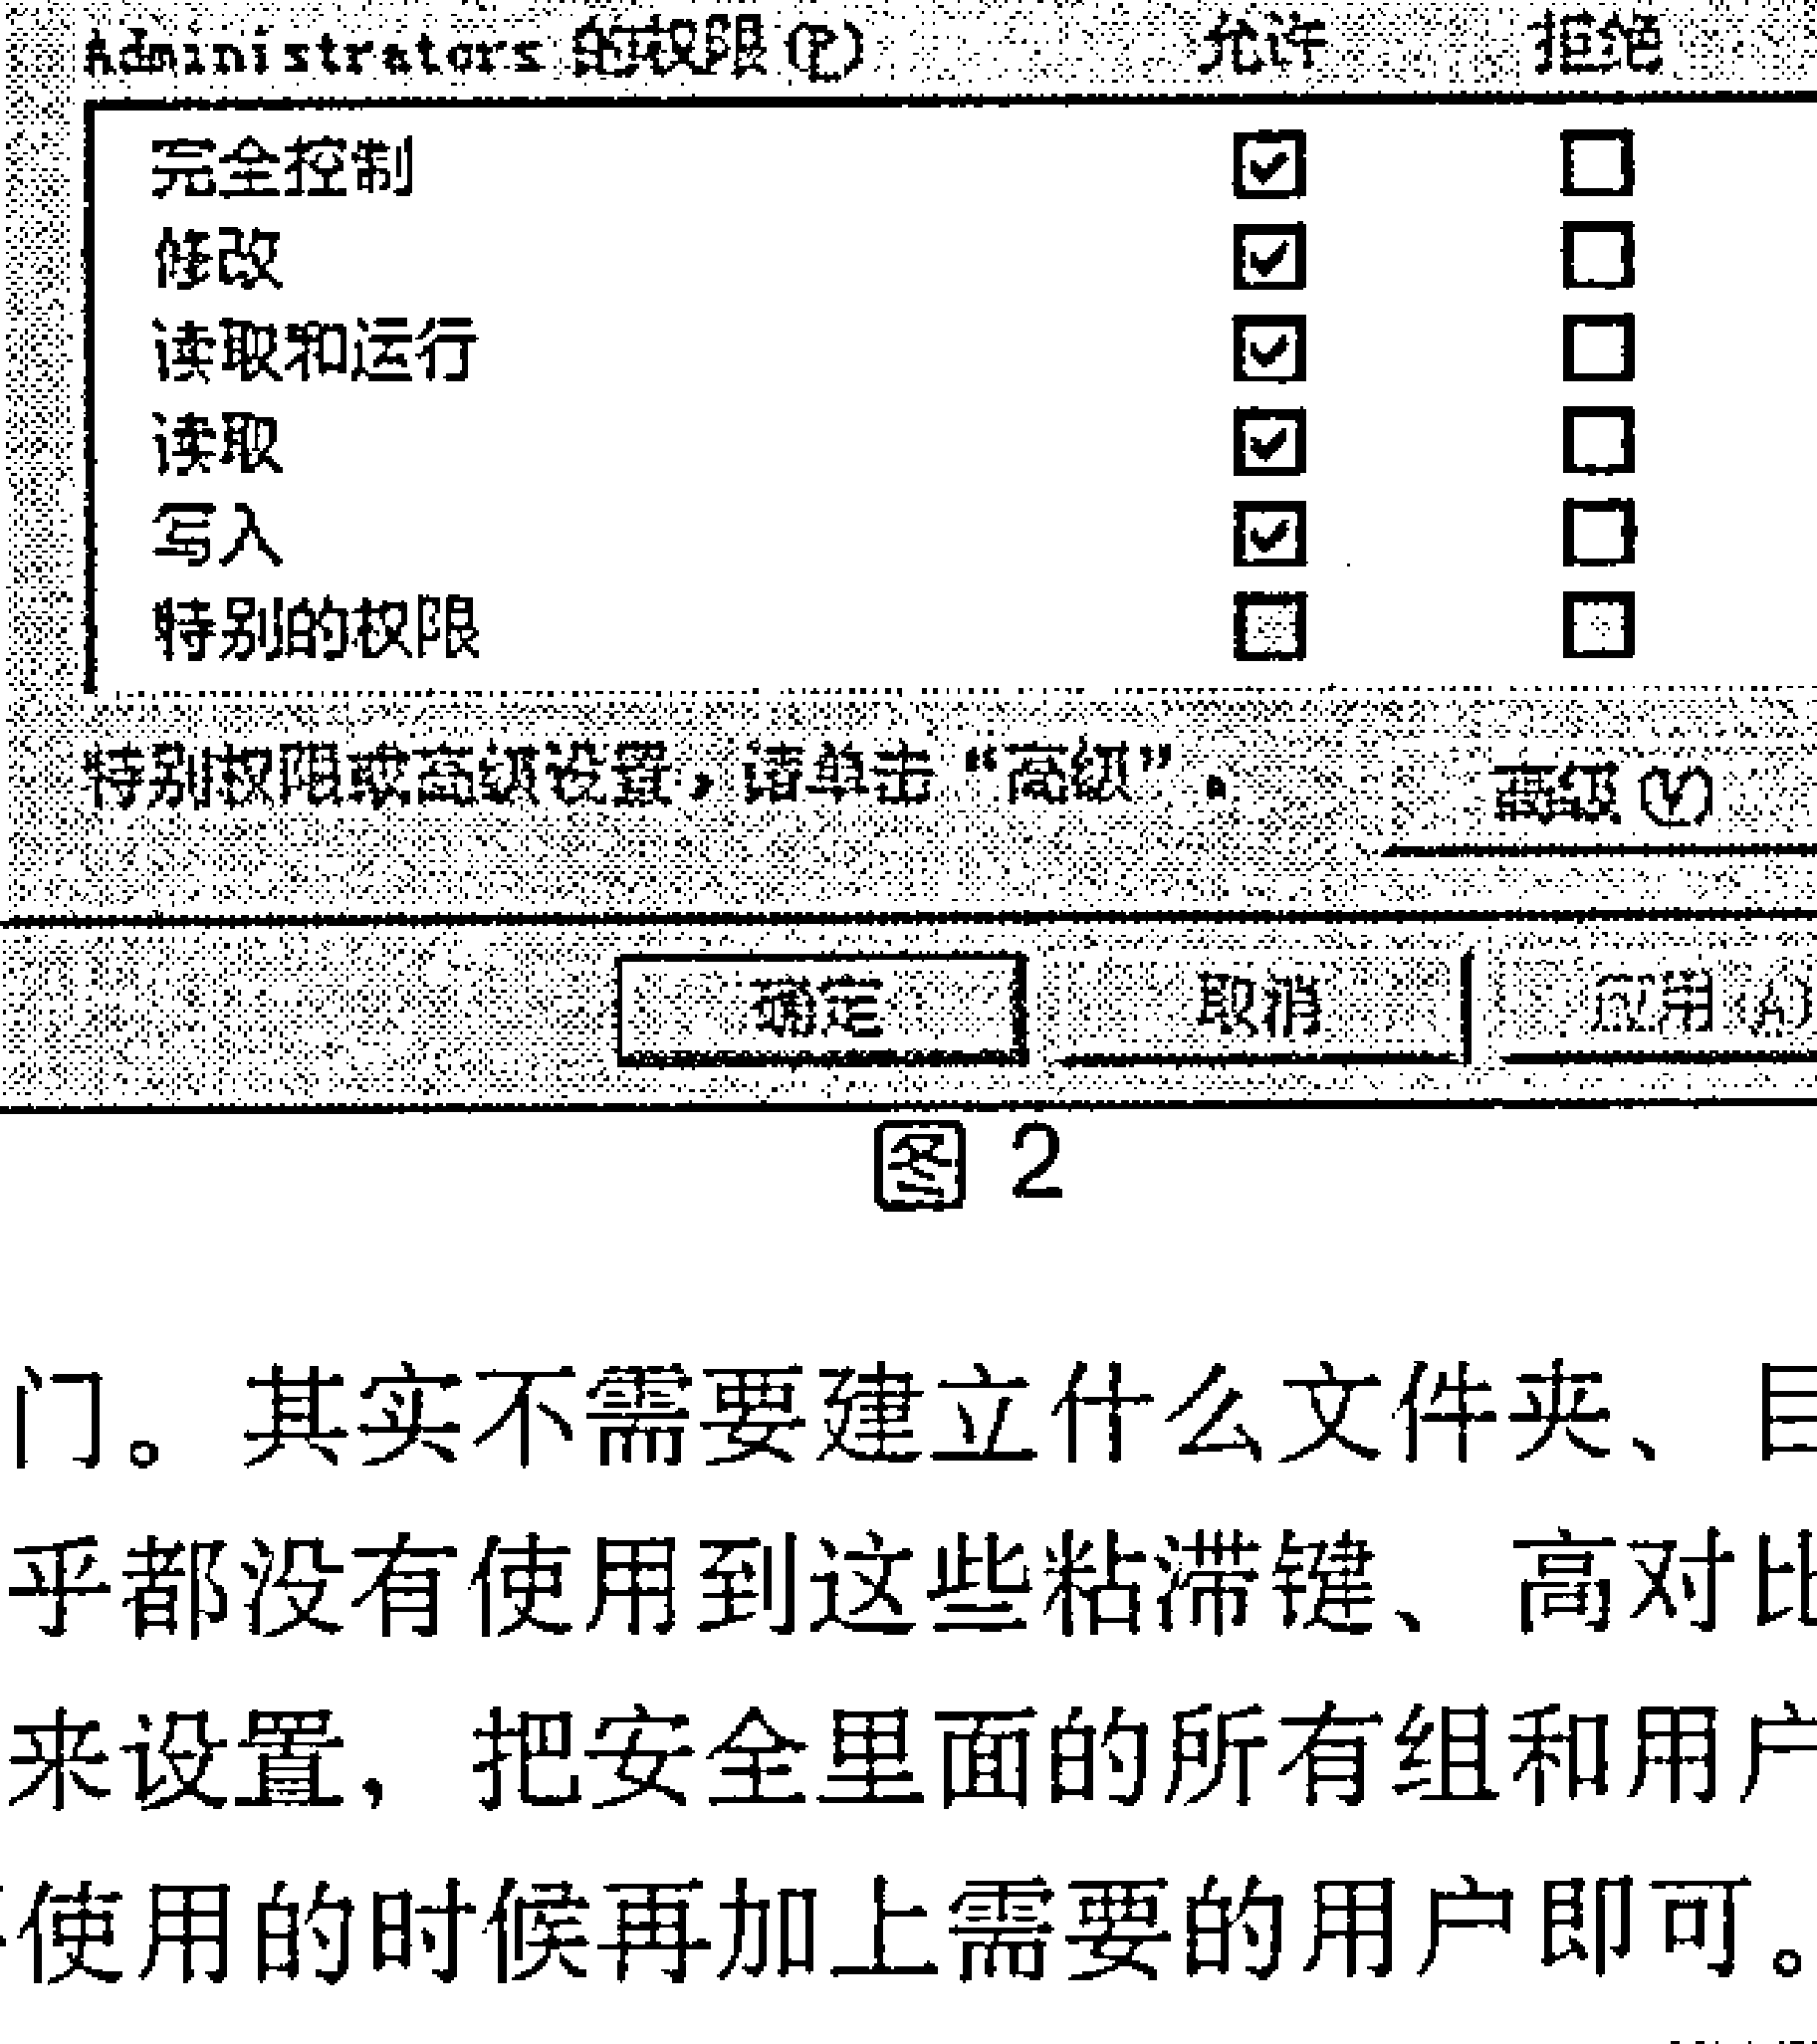 Administrators 的权限(P) 允许 拒绝
完全控制
修改
读取和运行
读取
写入
特别的权限
特别权限或高级设置，请单击“高级”。
高级(V)
确定 取消 应用(A)
图 2
门。其实不需要建立什么文件夹、目
乎都没有使用到这些粘滞键、高对比
来设置，把安全里面的所有组和用户
使用的时候再加上需要的用户即可。